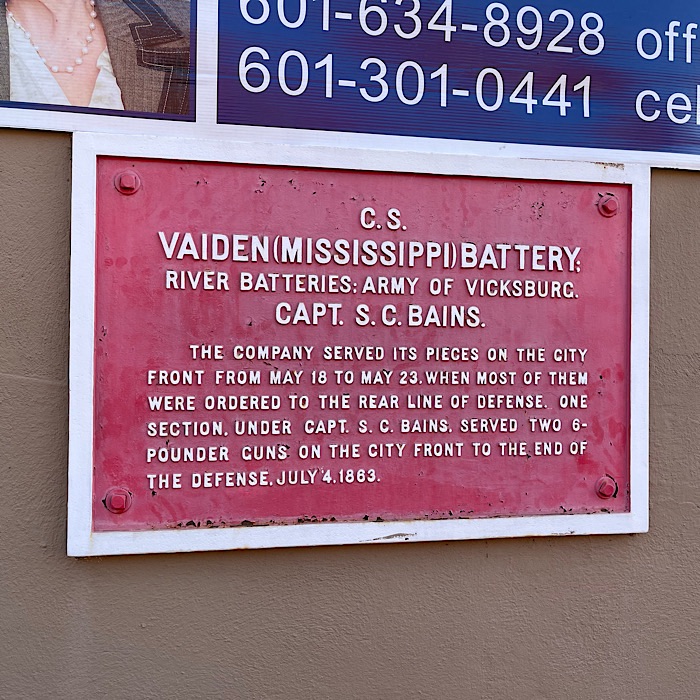 601-634-8928 off
601-301-0441 cel
C.S.
VAIDEN (MISSISSIPPI) BATTERY;
RIVER BATTERIES: ARMY OF VICKSBURG.
CAPT. S.C. BAINS.
THE COMPANY SERVED ITS PIECES ON THE CITY
FRONT FROM MAY 18 TO MAY 23. WHEN MOST OF THEM
WERE ORDERED TO THE REAR LINE OF DEFENSE. ONE
SECTION, UNDER CAPT. S. C. BAINS, SERVED TWO 6-
POUNDER GUNS ON THE CITY FRONT TO THE END OF
THE DEFENSE, JULY 4, 1863.